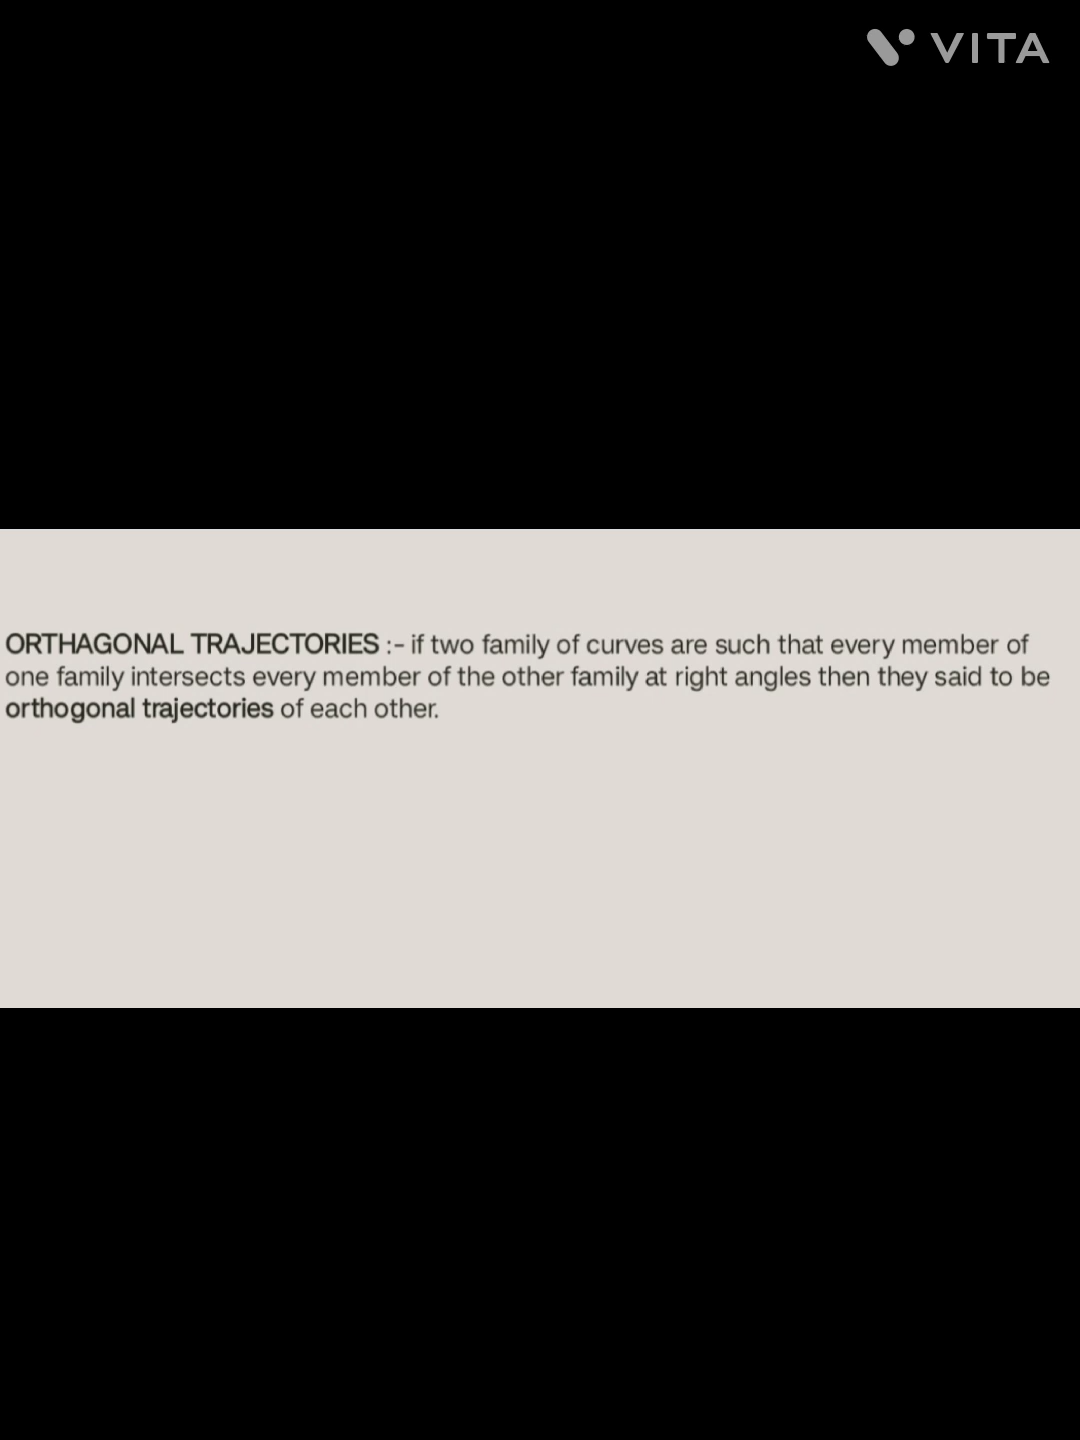 VITA
ORTHAGONAL TRAJECTORIES :- if two family of curves are such that every member of
one family intersects every member of the other family at right angles then they said to be
orthogonal trajectories of each other.